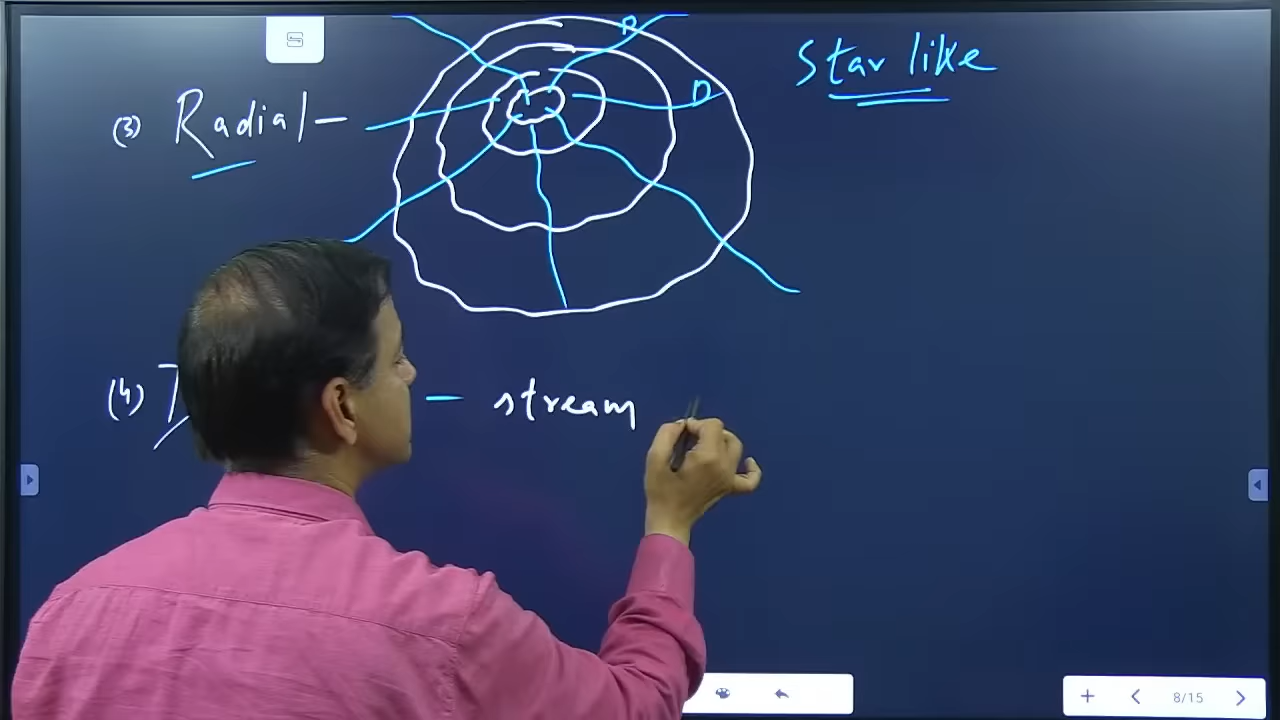 Star like
(3) Radial -
R
D
(4) - stream
8/15